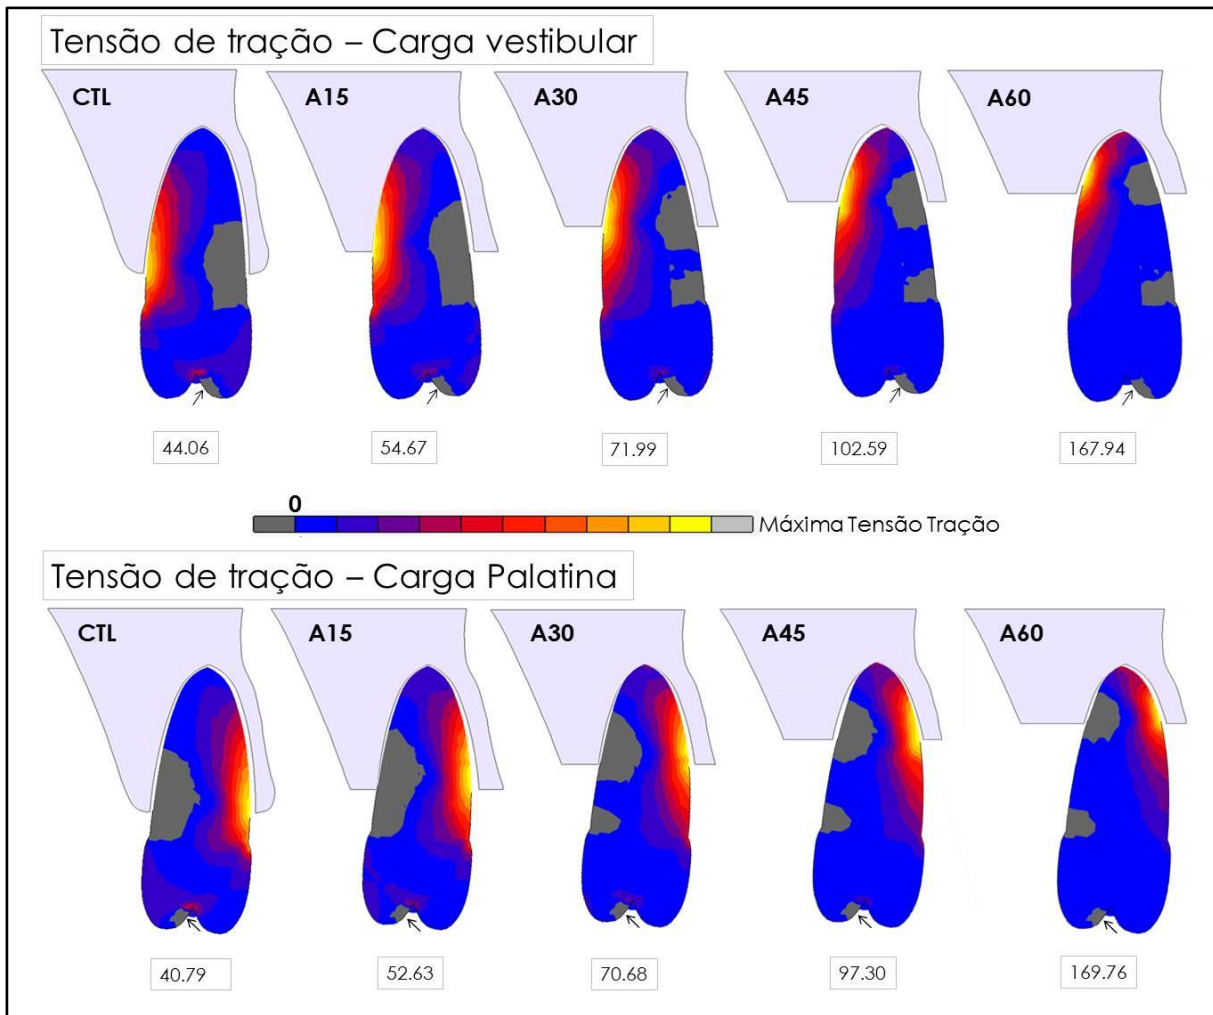 Tensão de tração – Carga vestibular
CTL A15 A30 A45 A60
44.06 54.67 71.99 102.59 167.94
0
Máxima Tensão Tração
Tensão de tração – Carga Palatina
CTL A15 A30 A45 A60
40.79 52.63 70.68 97.30 169.76